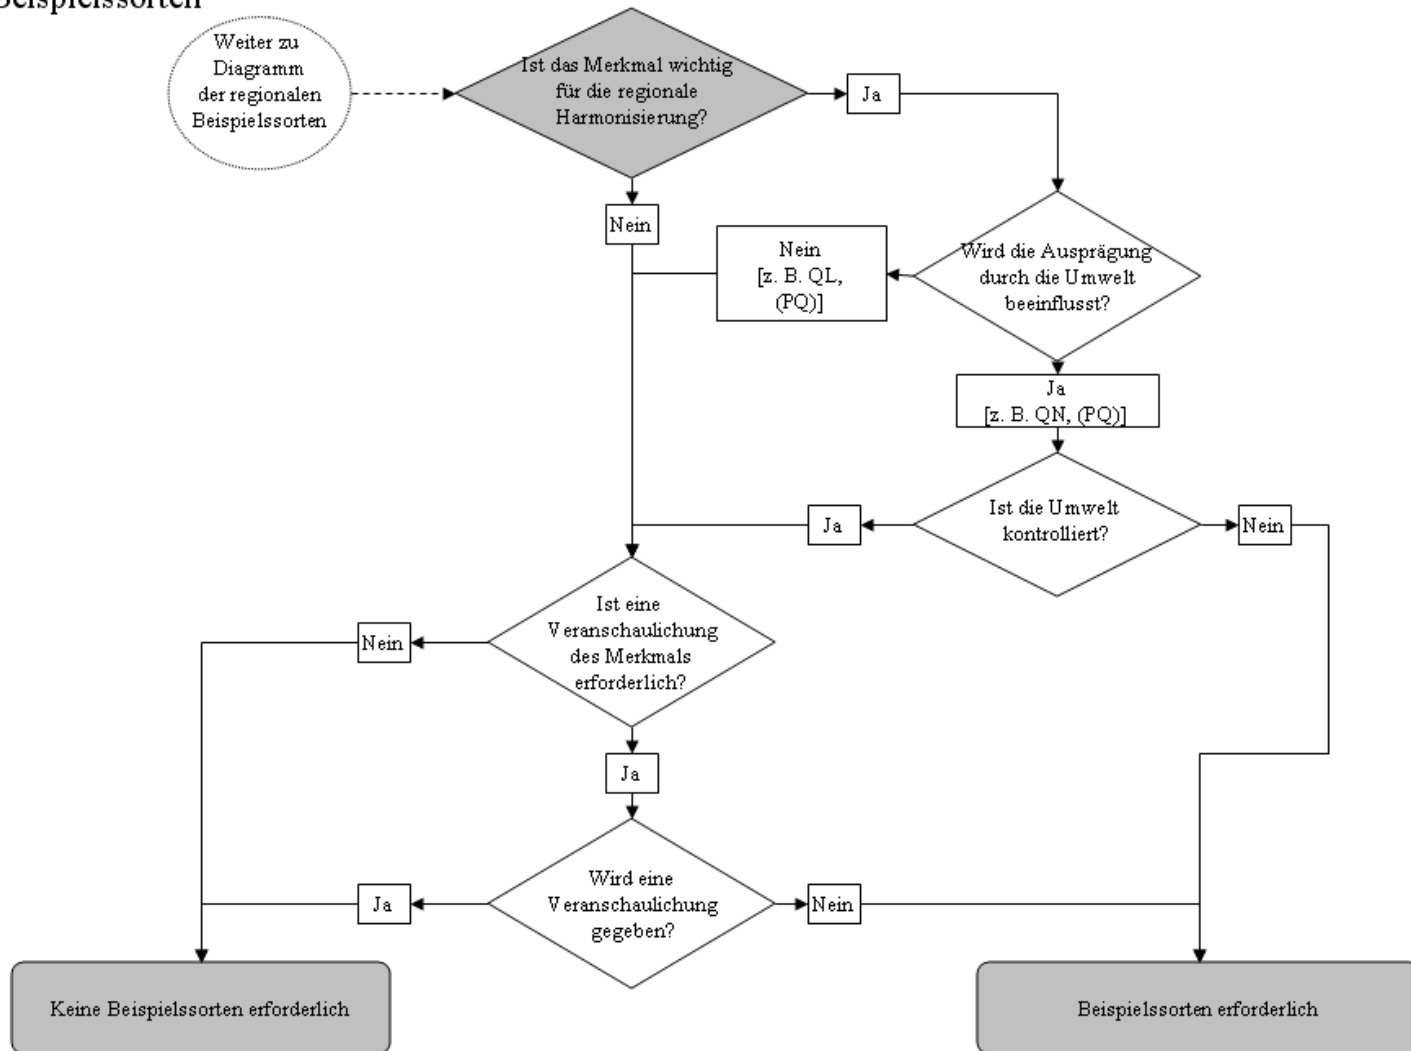 Beispielssorten
Weiter zu
Diagramm
der regionalen
Beispielssorten
Ist das Merkmal wichtig
für die regionale
Harmonisierung?
Ja
Nein
Nein
[z. B. QL,
(PQ)]
Wird die Ausprägung
durch die Umwelt
beeinflusst?
Ja
[z. B. QN, (PQ)]
Ja
Ist die Umwelt
kontrolliert?
Nein
Ist eine
Veranschaulichung
des Merkmals
erforderlich?
Nein
Ja
Wird eine
Veranschaulichung
gegeben?
Ja
Nein
Keine Beispielssorten erforderlich
Beispielssorten erforderlich